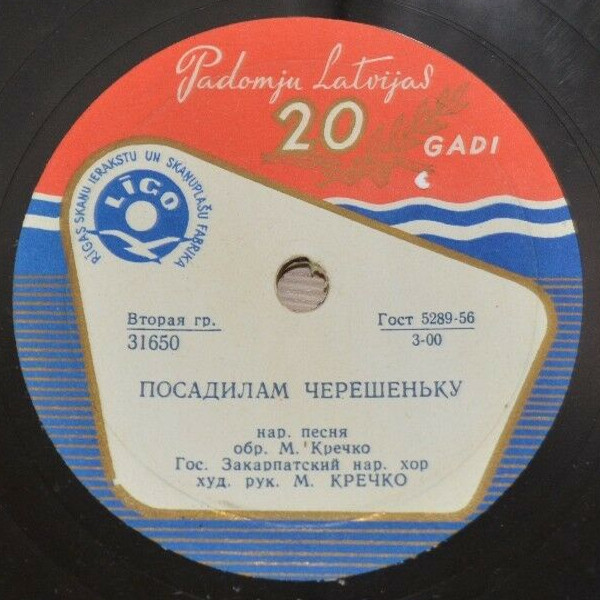 Padomju Latvijas
20 GADI
RĪGAS SKAŅU IERAKSTU UN SKAŅUPLAŠU FABRIKA
LĪGO
Вторая гр.
31650
Гост 5289-56
3-00
ПОСАДИЛАМ ЧЕРЕШЕНЬКУ
нар. песня
обр. М. Кречко
Гос. Закарпатский нар. хор
худ. рук. М. КРЕЧКО